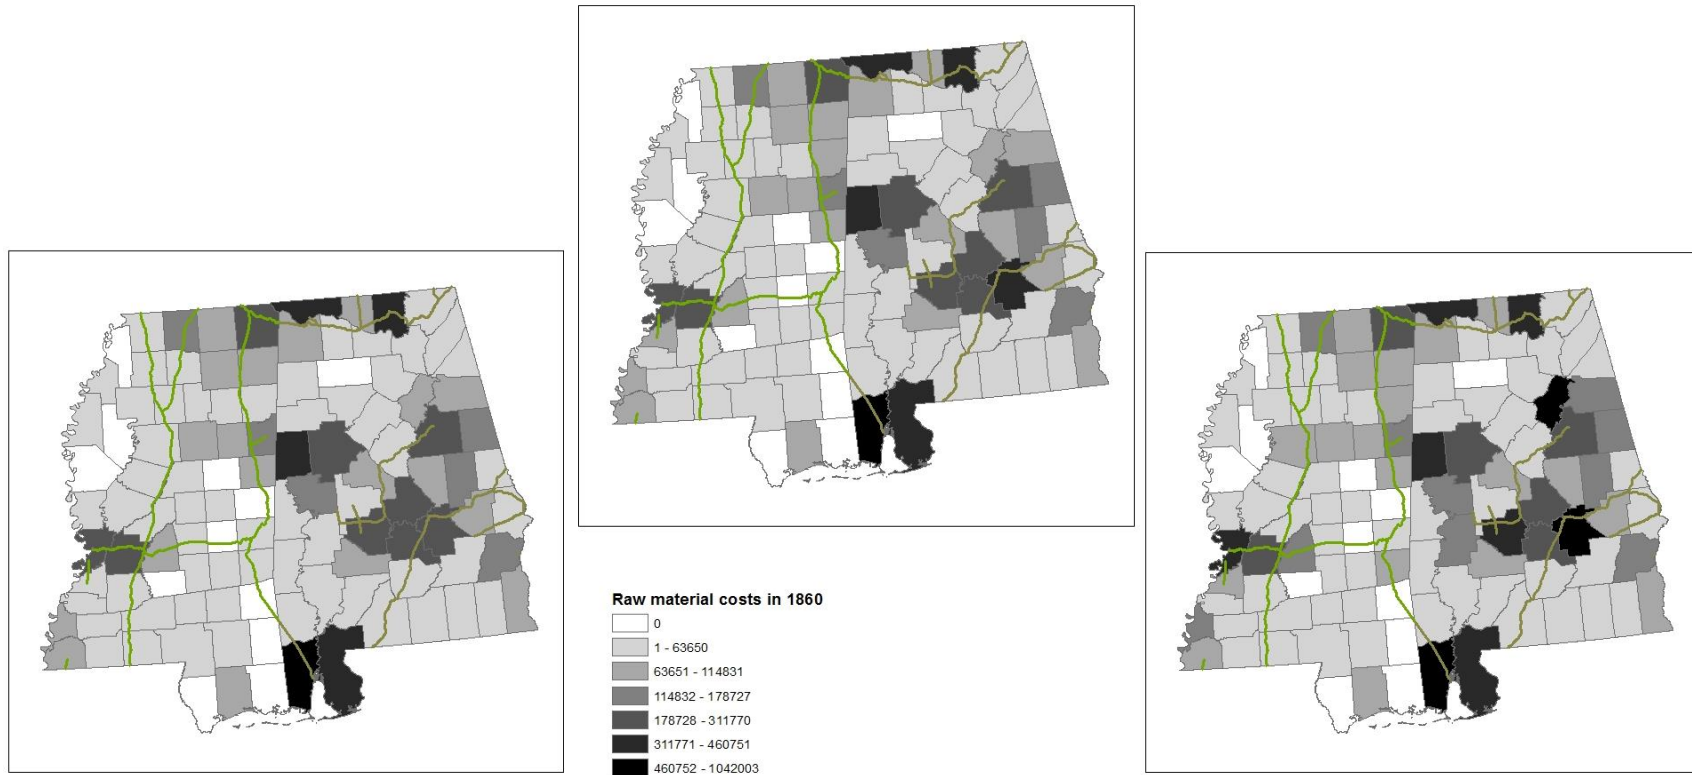 Raw material costs in 1860
0
1 - 63650
63651 - 114831
114832 - 178727
178728 - 311770
311771 - 460751
460752 - 1042003